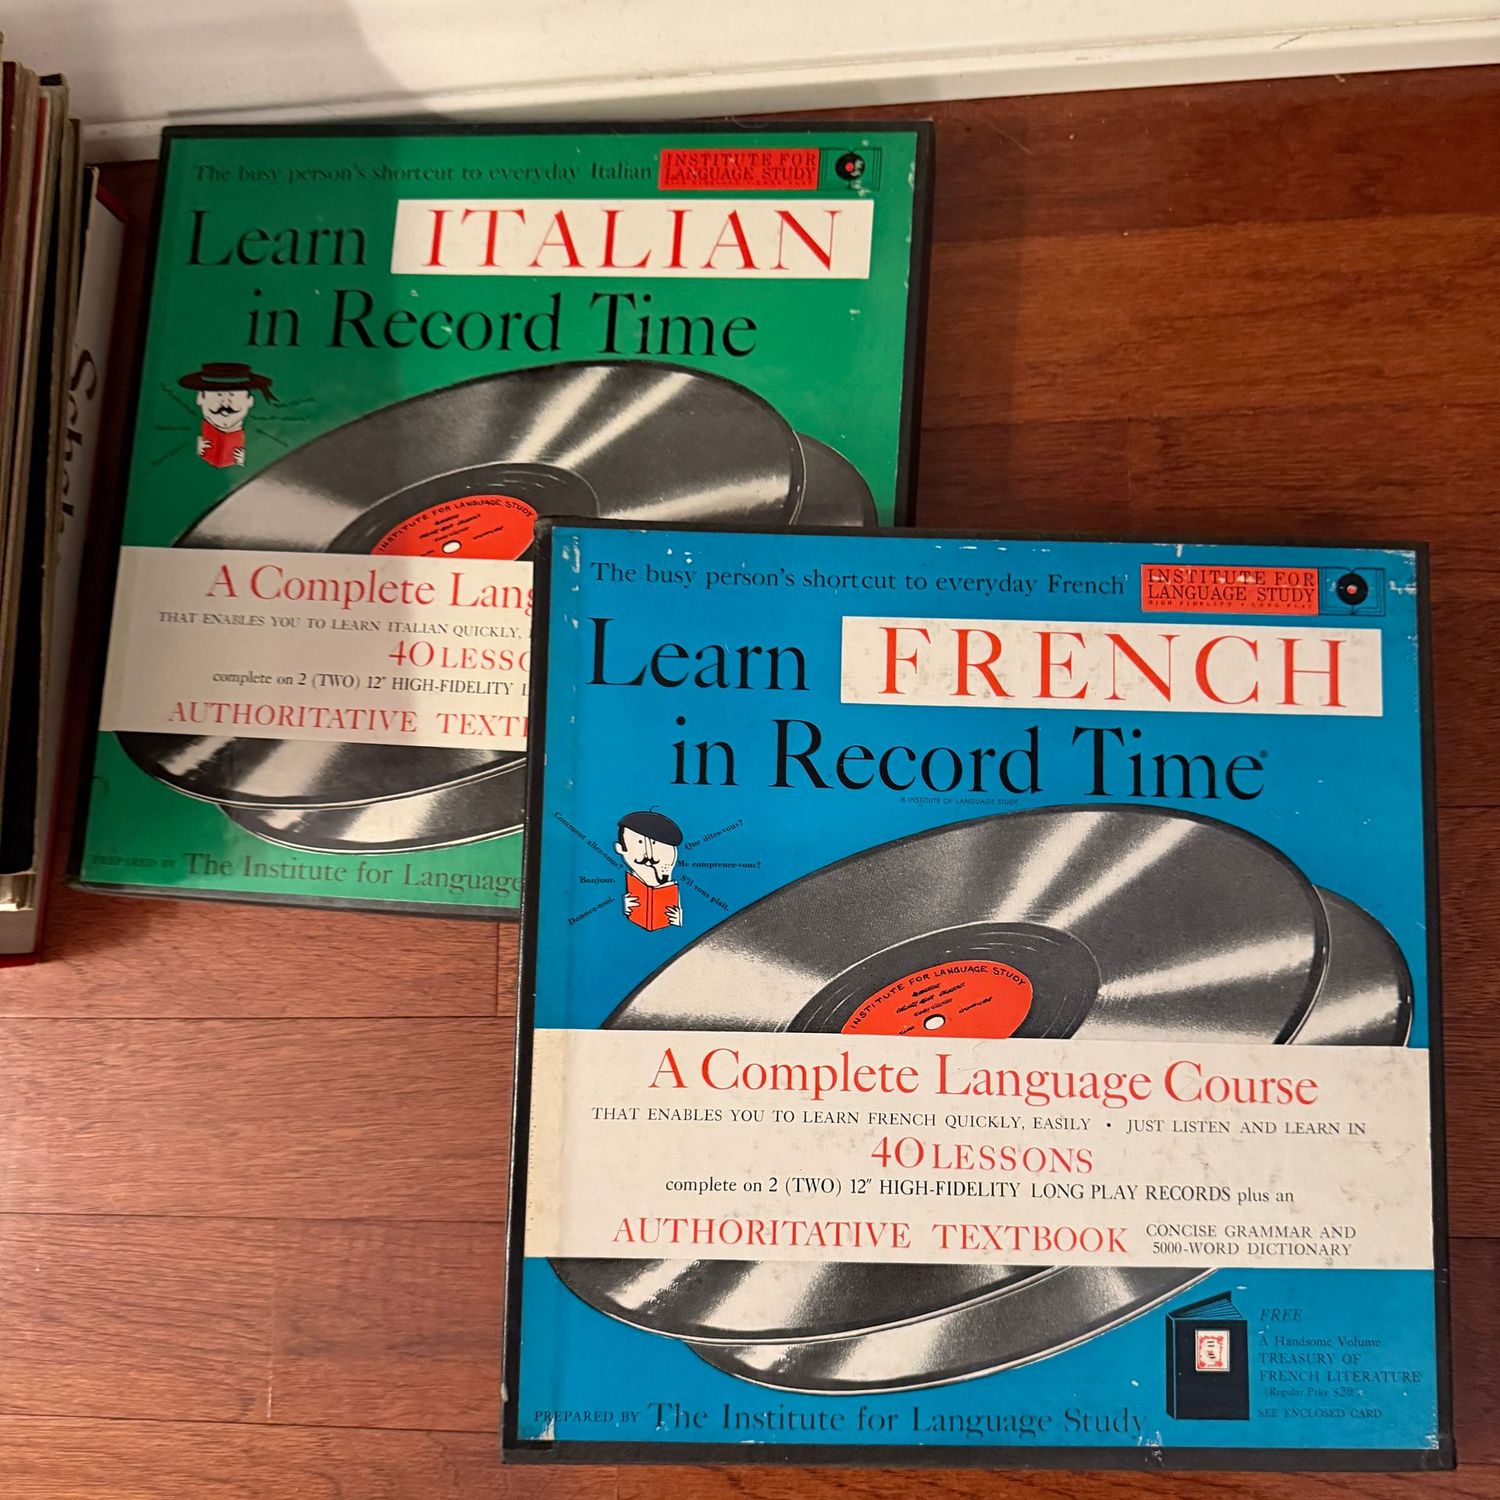 The busy person's shortcut to everyday Italian
INSTITUTE FOR
LANGUAGE STUDY
Learn ITALIAN
in Record Time
INSTITUTE FOR LANGUAGE STUDY
A Complete Lang
THAT ENABLES YOU TO LEARN ITALIAN QUICKLY,
40 LESSO
complete on 2 (TWO) 12" HIGH-FIDELITY L
AUTHORITATIVE TEXTB
PREPARED BY The Institute for Language
The busy person's shortcut to everyday French
INSTITUTE FOR
LANGUAGE STUDY
HIGH FIDELITY • LONG PLAY
Learn FRENCH
in Record Time®
® INSTITUTE OF LANGUAGE STUDY
Comment allez-vous?
Que dites-vous?
Me comprenez-vous?
Bonjour.
S'il vous plait.
Donnez-moi.
INSTITUTE FOR LANGUAGE STUDY
A Complete Language Course
THAT ENABLES YOU TO LEARN FRENCH QUICKLY, EASILY • JUST LISTEN AND LEARN IN
40 LESSONS
complete on 2 (TWO) 12" HIGH-FIDELITY LONG PLAY RECORDS plus an
AUTHORITATIVE TEXTBOOK CONCISE GRAMMAR AND
5000-WORD DICTIONARY
FREE
A Handsome Volume
TREASURY OF
FRENCH LITERATURE
(Regular Price
SEE ENCLOSED CARD
PREPARED BY The Institute for Language Study